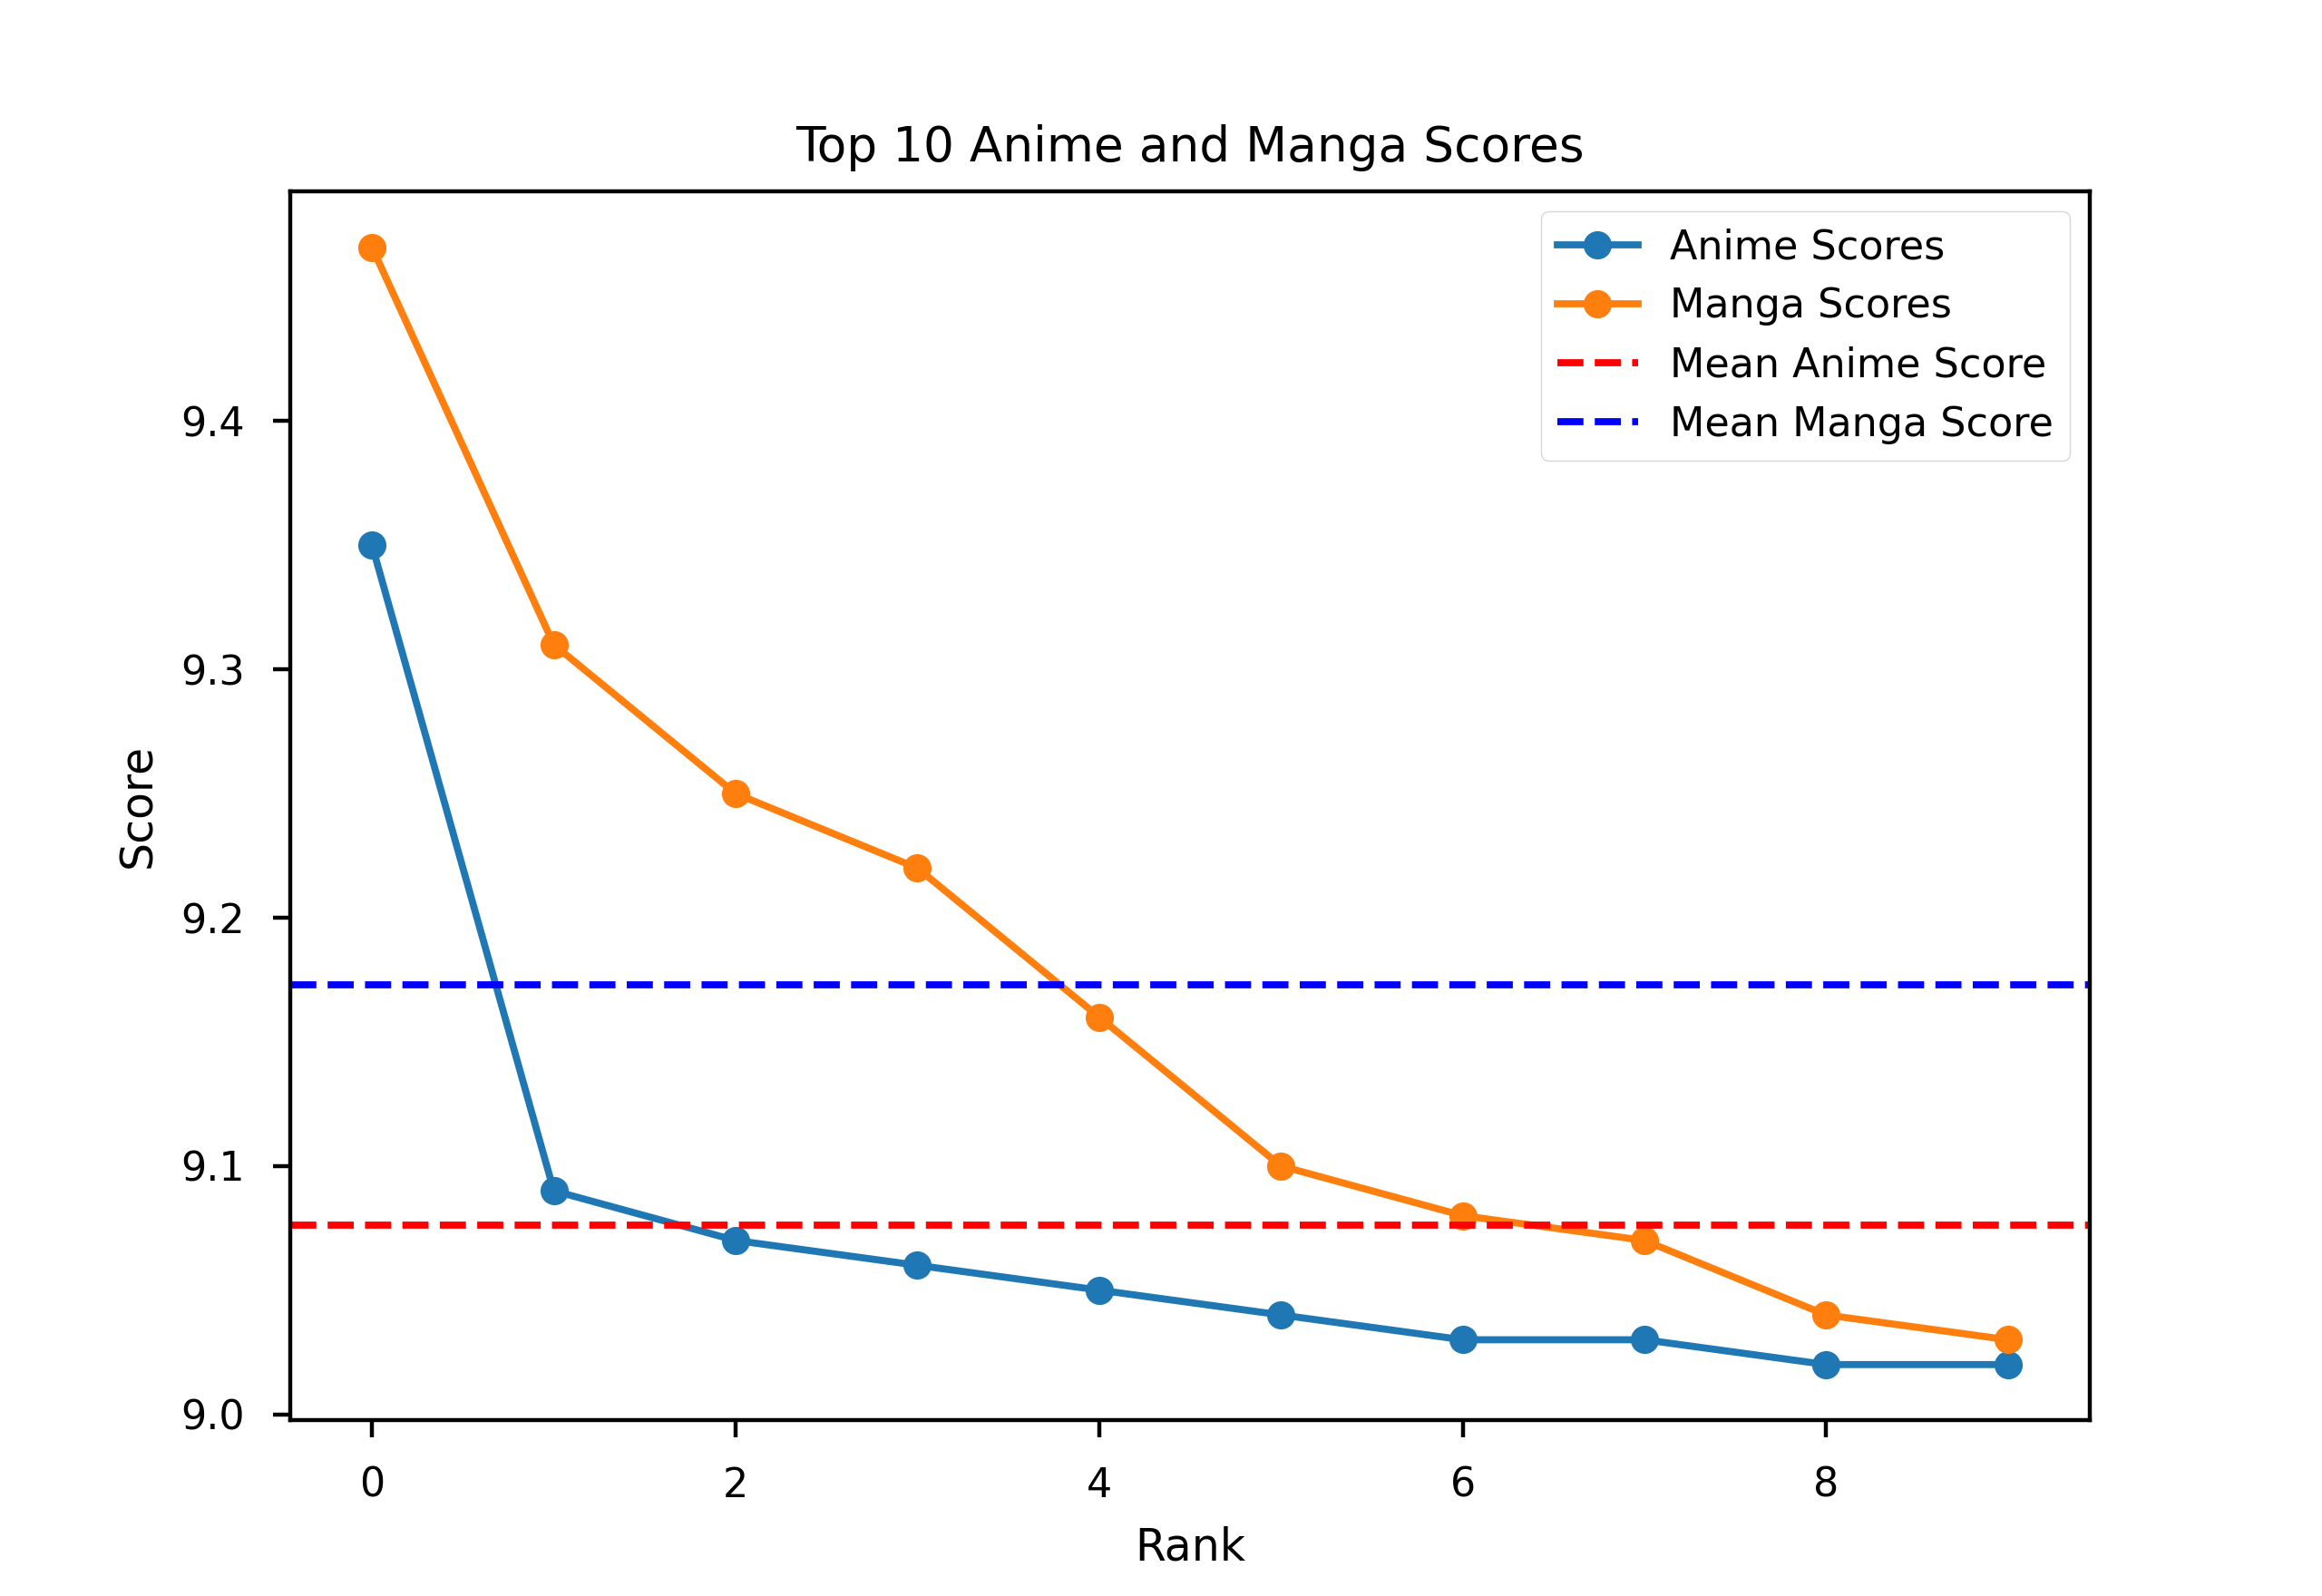 Top 10 Anime and Manga Scores
Anime Scores
Manga Scores
Mean Anime Score
Mean Manga Score
Score
9.4
9.3
9.2
9.1
9.0
0 2 4 6 8
Rank